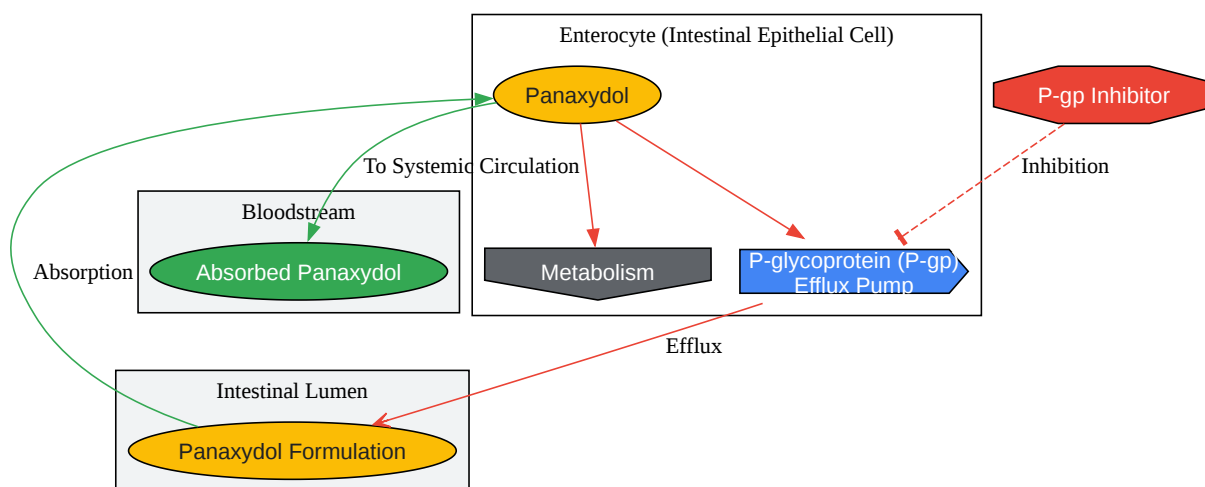 Enterocyte (Intestinal Epithelial Cell)
Panaxydol
P-gp Inhibitor
To Systemic Circulation
Inhibition
Bloodstream
Absorbed Panaxydol
Absorption
Metabolism
P-glycoprotein (P-gp)
Efflux Pump
Efflux
Intestinal Lumen
Panaxydol Formulation